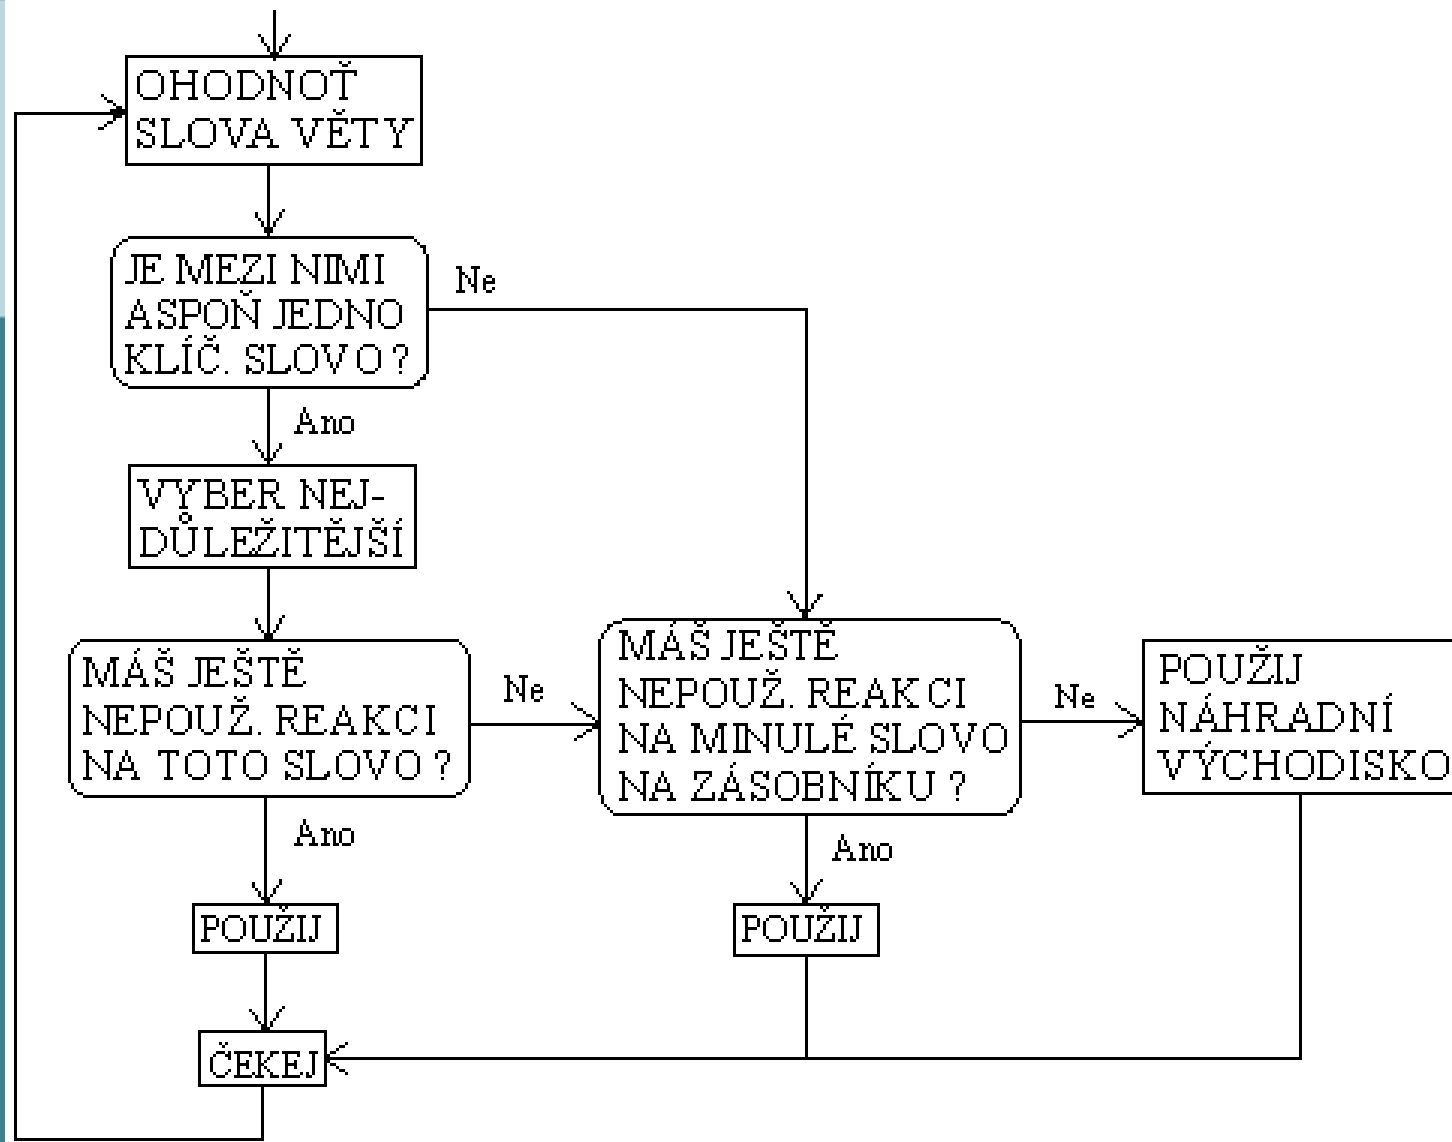 OHODNOŤ
SLOVA VĚTY
JE MEZI NIMI
ASPOŇ JEDNO
KLÍČ. SLOVO ?
Ne
Ano
VYBER NEJ-
DŮLEŽITĚJŠÍ
MÁŠ JEŠTĚ
NEPOUŽ. REAKCI
NA TOTO SLOVO ?
Ne
Ano
POUŽIJ
MÁŠ JEŠTĚ
NEPOUŽ. REAKCI
NA MINULÉ SLOVO
NA ZÁSOBNÍKU ?
Ne
Ano
POUŽIJ
POUŽIJ
NÁHRADNÍ
VÝCHODISKO
ČEKEJ